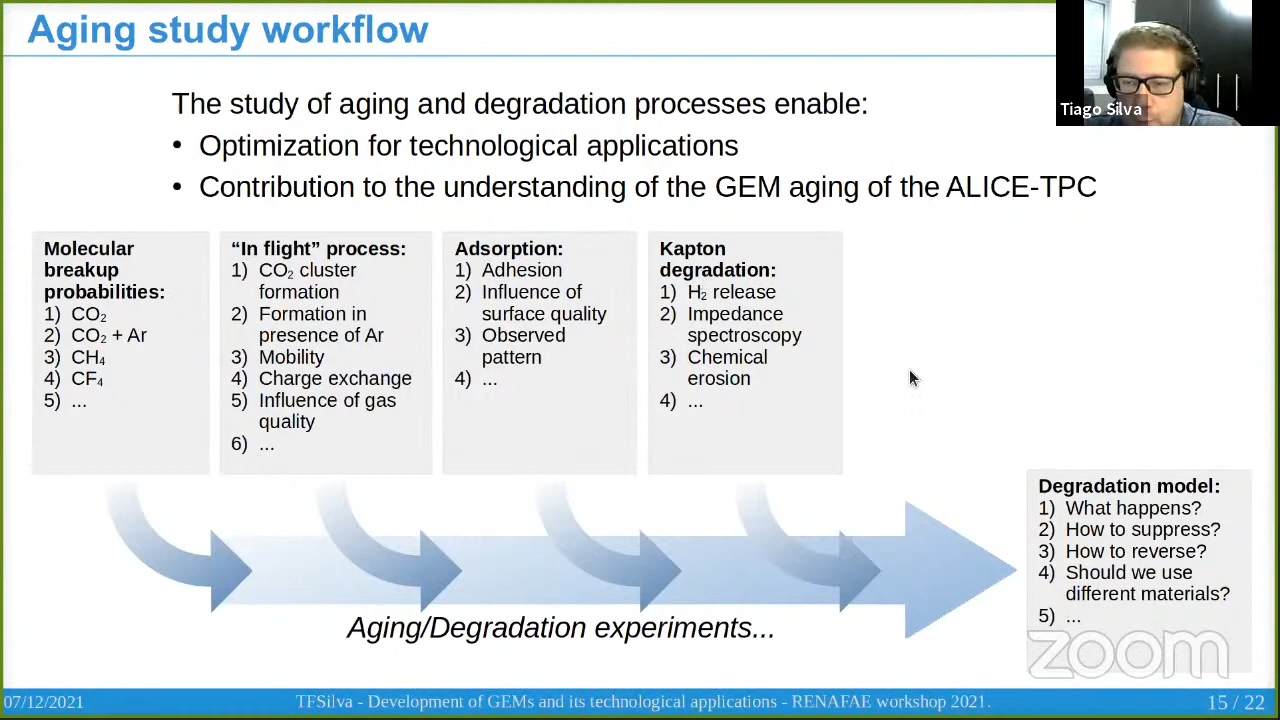 Aging study workflow
Tiago Silva
The study of aging and degradation processes enable:
• Optimization for technological applications
• Contribution to the understanding of the GEM aging of the ALICE-TPC
Molecular
breakup
probabilities:
1) CO₂
2) CO₂ + Ar
3) CH₄
4) CF₄
5) ...
“In flight” process:
1) CO₂ cluster
formation
2) Formation in
presence of Ar
3) Mobility
4) Charge exchange
5) Influence of gas
quality
6) ...
Adsorption:
1) Adhesion
2) Influence of
surface quality
3) Observed
pattern
4) ...
Kapton
degradation:
1) H₂ release
2) Impedance
spectroscopy
3) Chemical
erosion
4) ...
Degradation model:
1) What happens?
2) How to suppress?
3) How to reverse?
4) Should we use
different materials?
5) ...
Aging/Degradation experiments...
zoom
07/12/2021
TFSilva - Development of GEMs and its technological applications - RENAFAE workshop 2021.
15 / 22